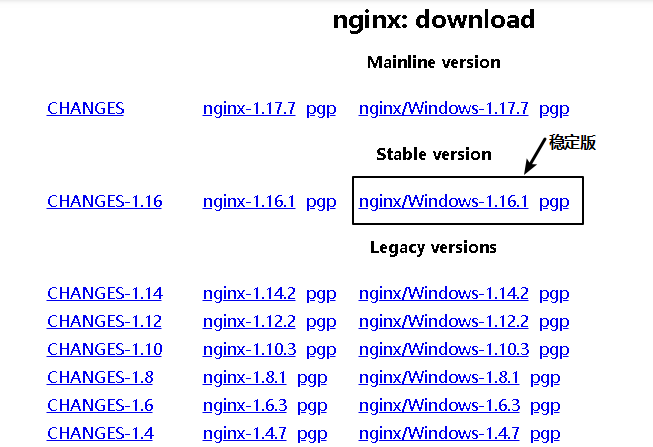 nginx: download
Mainline version
CHANGES nginx-1.17.7 pgp nginx/Windows-1.17.7 pgp
稳定版
Stable version
CHANGES-1.16 nginx-1.16.1 pgp nginx/Windows-1.16.1 pgp
Legacy versions
CHANGES-1.14 nginx-1.14.2 pgp nginx/Windows-1.14.2 pgp
CHANGES-1.12 nginx-1.12.2 pgp nginx/Windows-1.12.2 pgp
CHANGES-1.10 nginx-1.10.3 pgp nginx/Windows-1.10.3 pgp
CHANGES-1.8 nginx-1.8.1 pgp nginx/Windows-1.8.1 pgp
CHANGES-1.6 nginx-1.6.3 pgp nginx/Windows-1.6.3 pgp
CHANGES-1.4 nginx-1.4.7 pgp nginx/Windows-1.4.7 pgp